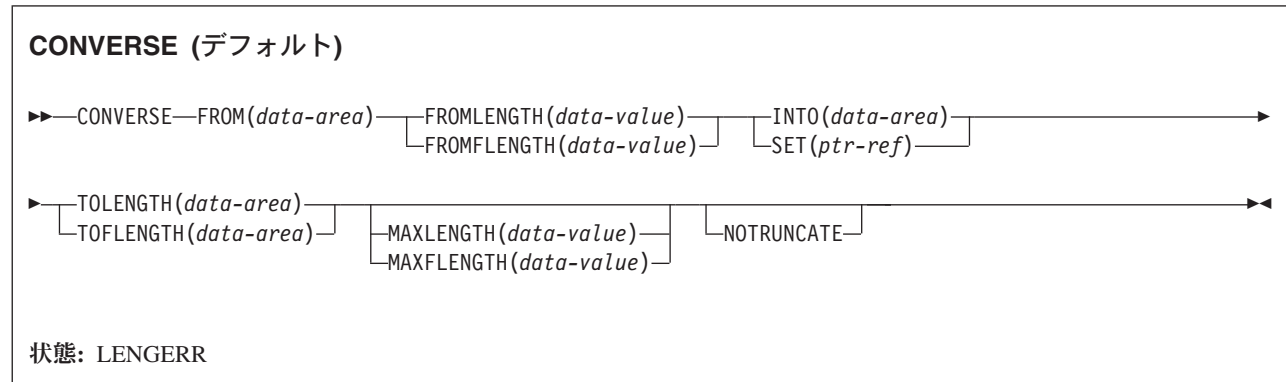 CONVERSE (デフォルト)
CONVERSE FROM(data-area) FROMLENGTH(data-value) INTO(data-area)
FROMFLENGTH(data-value) SET(ptr-ref)
TOLENGTH(data-area)
TOFLENGTH(data-area) MAXLENGTH(data-value) NOTRUNCATE
MAXFLENGTH(data-value)
状態: LENGERR